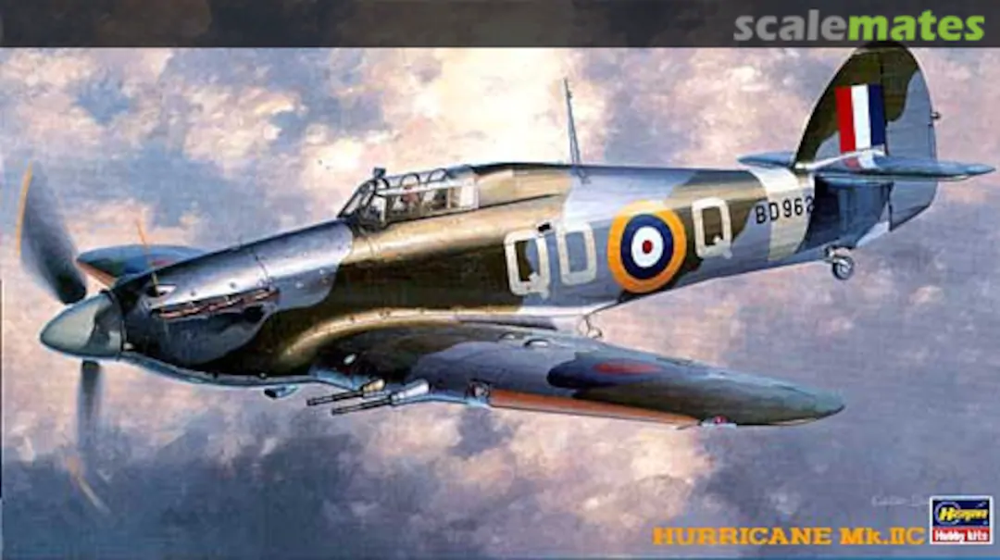 scalemates
QO Q BD962
HURRICANE Mk.IIC
Hasegawa
Hobby kits